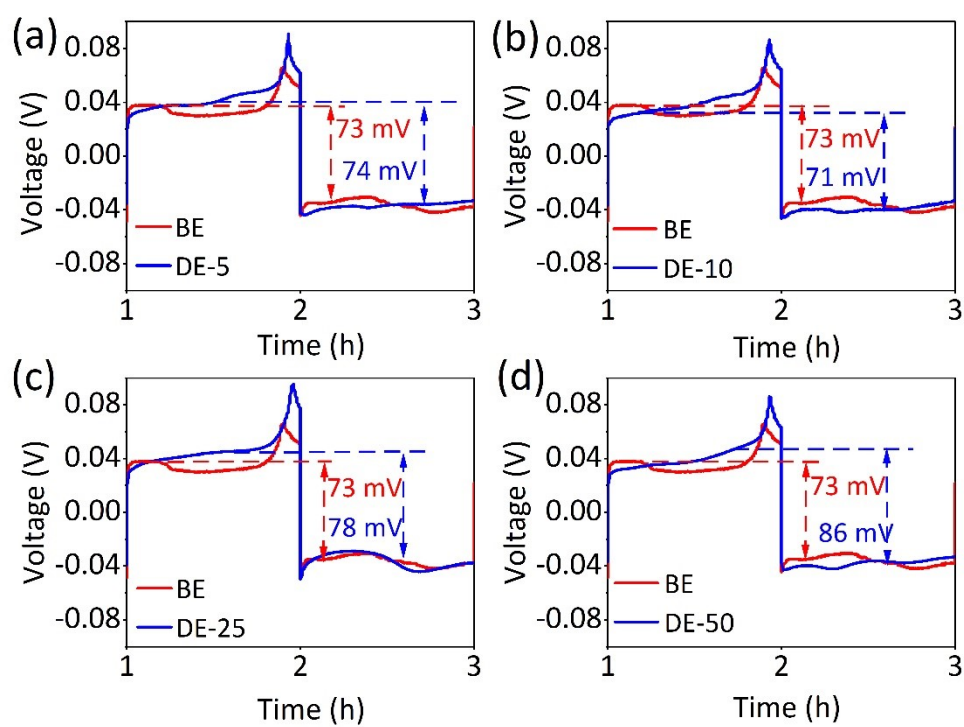 (a)
Voltage (V)
0.08
0.04
0.00
-0.04
-0.08
73 mV
74 mV
BE
DE-5
1
2
3
Time (h)
(b)
Voltage (V)
0.08
0.04
0.00
-0.04
-0.08
73 mV
71 mV
BE
DE-10
1
2
3
Time (h)
(c)
Voltage (V)
0.08
0.04
0.00
-0.04
-0.08
73 mV
78 mV
BE
DE-25
1
2
3
Time (h)
(d)
Voltage (V)
0.08
0.04
0.00
-0.04
-0.08
73 mV
86 mV
BE
DE-50
1
2
3
Time (h)